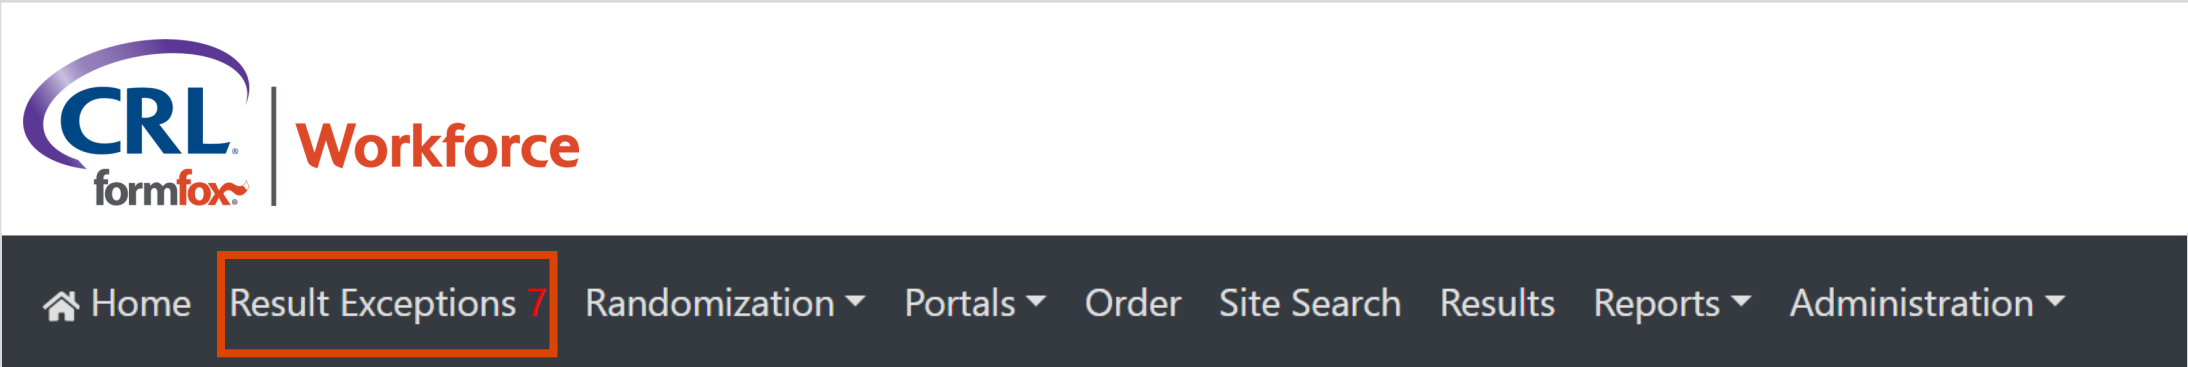 CRL®
formfox®
Workforce
Home Result Exceptions 7 Randomization Portals Order Site Search Results Reports Administration